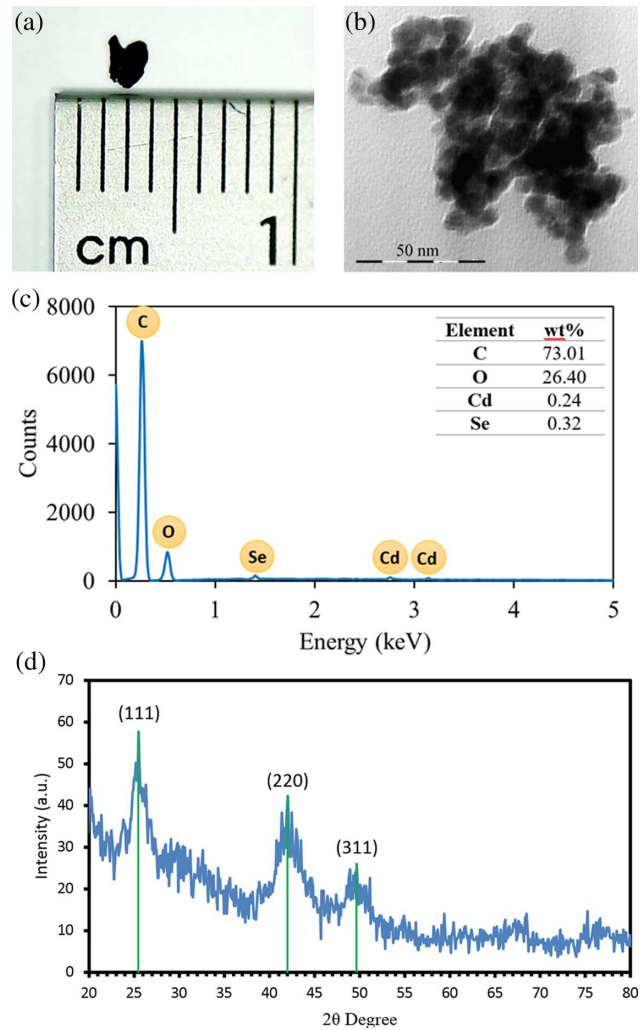 (a)
cm 1
(b)
50 nm
(c)
8000
6000
4000
2000
0
Counts
C
O
Se
Cd
Cd
Element wt%
C 73.01
O 26.40
Cd 0.24
Se 0.32
0 1 2 3 4 5
Energy (keV)
(d)
70
60
50
40
30
20
10
0
Intensity (a.u.)
(111)
(220)
(311)
20 25 30 35 40 45 50 55 60 65 70 75 80
2θ Degree